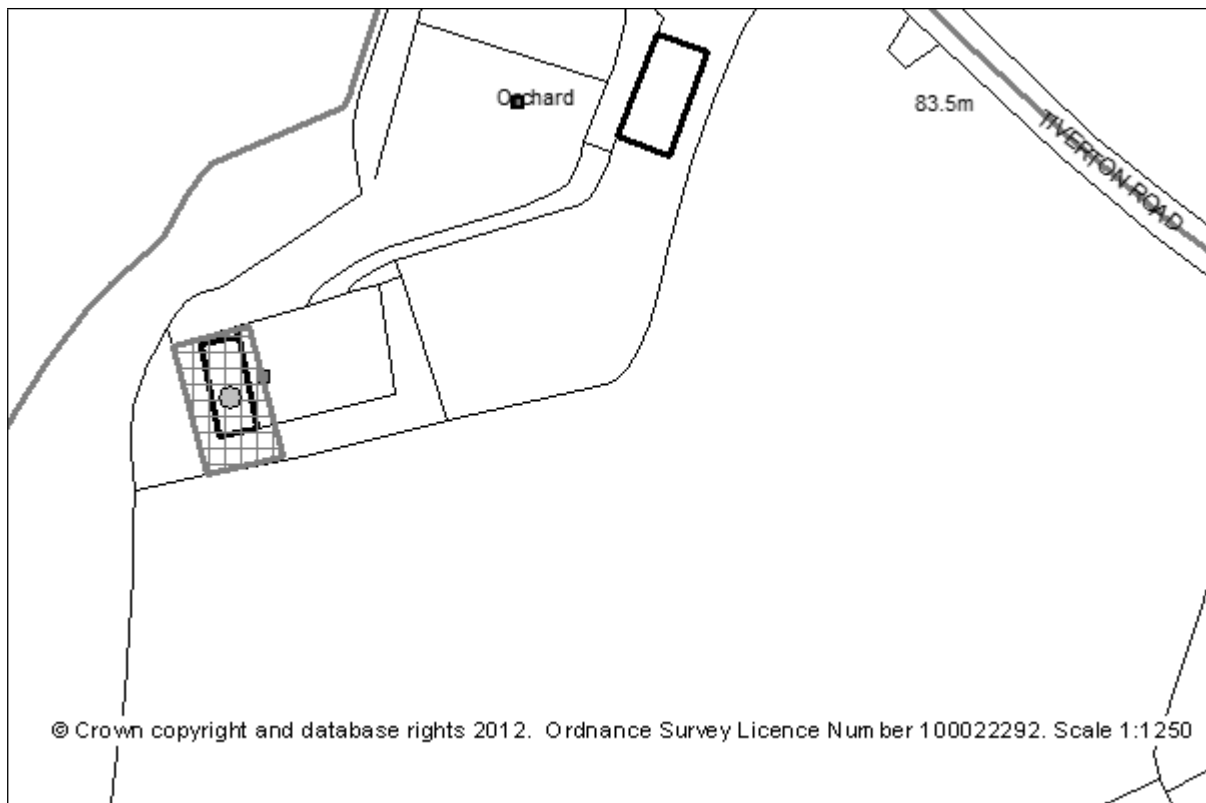 Orchard
83.5m
TIVERTON ROAD
© Crown copyright and database rights 2012. Ordnance Survey Licence Number 100022292. Scale 1:1250